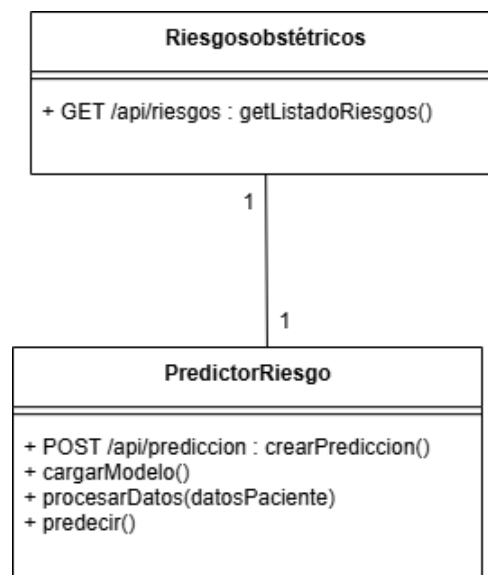 Riesgosobstétricos
+ GET /api/riesgos : getListadoRiesgos()
1
1
PredictorRiesgo
+ POST /api/prediccion : crearPrediccion()
+ cargarModelo()
+ procesarDatos(datosPaciente)
+ predecir()